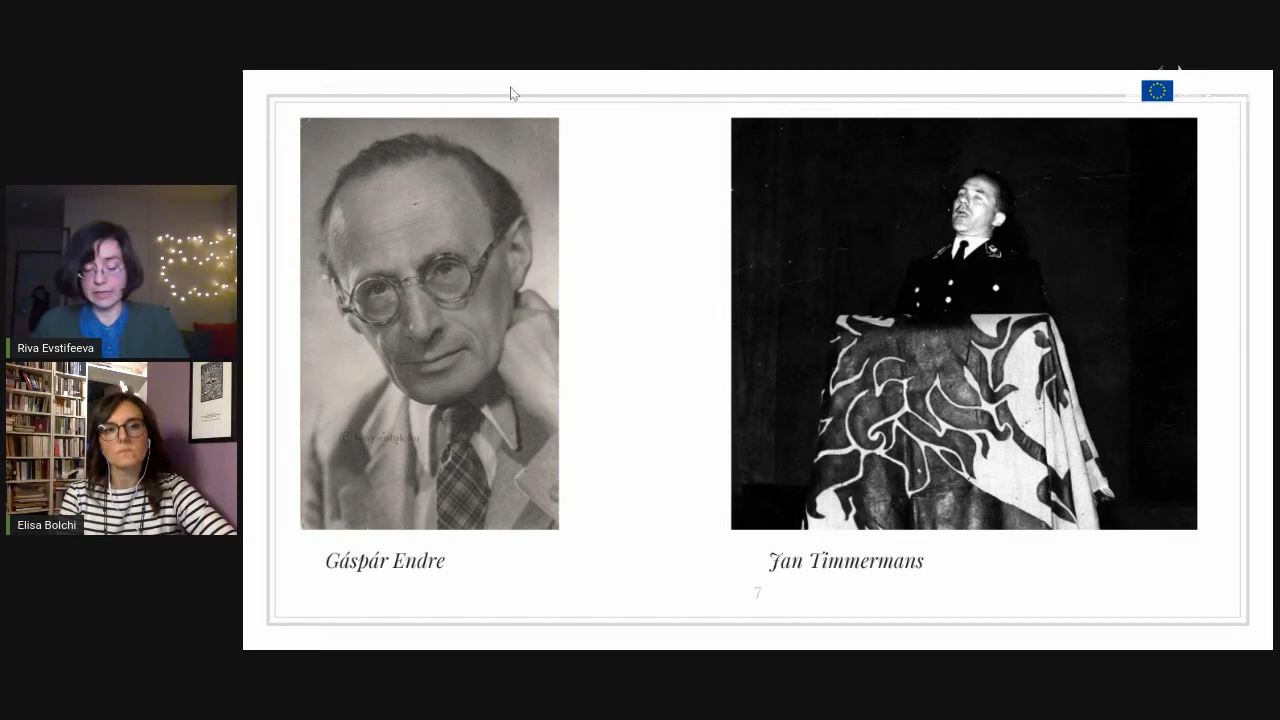 Riva Evstifeeva
Elisa Bolchi
Gáspár Endre
Jan Timmermans
7